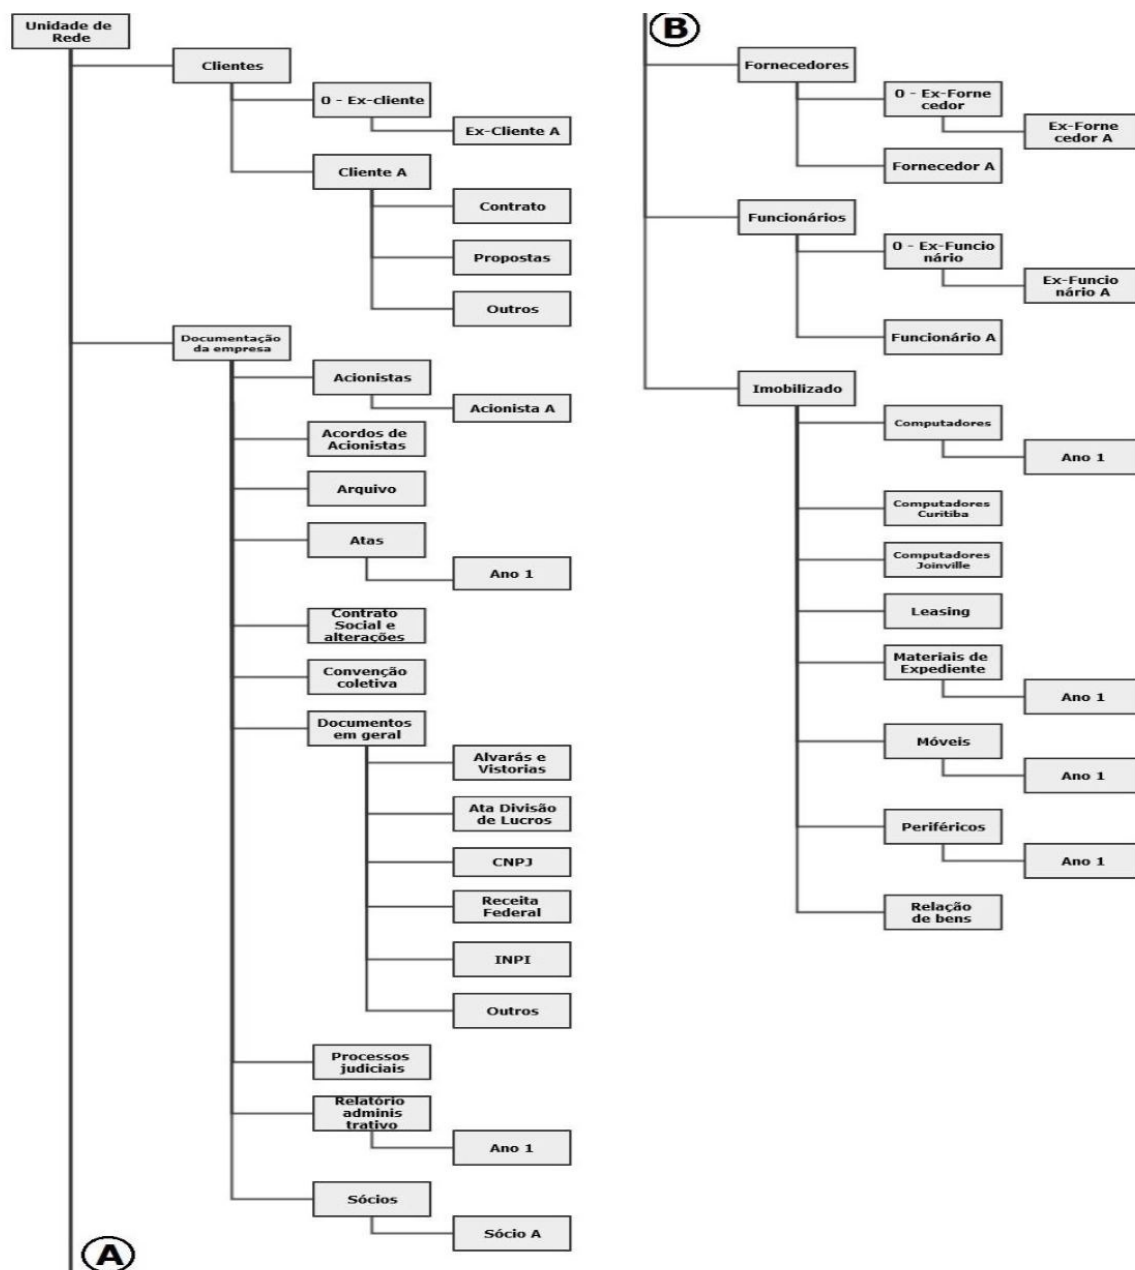 Unidade de
Rede
Clientes
0 - Ex-cliente
Ex-Cliente A
Cliente A
Contrato
Propostas
Outros
Documentação
da empresa
Acionistas
Acionista A
Acordos de
Acionistas
Arquivo
Atas
Ano 1
Contrato
Social e
alterações
Convenção
coletiva
Documentos
em geral
Alvarás e
Vistorias
Ata Divisão
de Lucros
CNPJ
Receita
Federal
INPI
Outros
Processos
judiciais
Relatório
adminis
trativo
Ano 1
Sócios
Sócio A
A
B
Fornecedores
0 - Ex-Forne
cedor
Ex-Forne
cedor A
Fornecedor A
Funcionários
0 - Ex-Funcio
nário
Ex-Funcio
nário A
Funcionário A
Imobilizado
Computadores
Ano 1
Computadores
Curitiba
Computadores
Joinville
Leasing
Materiais de
Expediente
Ano 1
Móveis
Ano 1
Periféricos
Ano 1
Relação
de bens